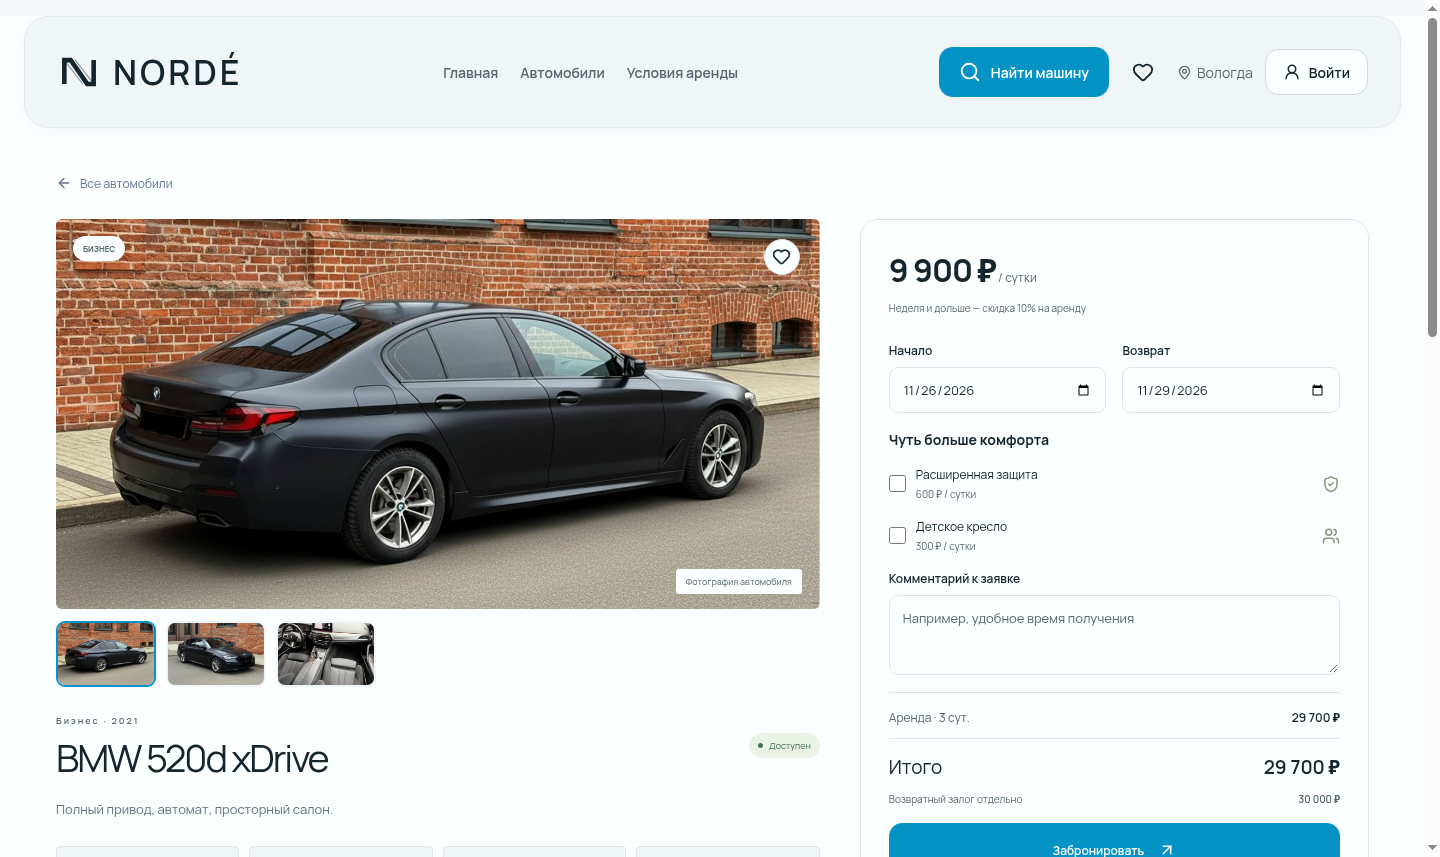 NORDÉ
Главная
Автомобили
Условия аренды
Найти машину
Вологда
Войти
Все автомобили
БИЗНЕС
Фотография автомобиля
Бизнес · 2021
BMW 520d xDrive
Доступен
Полный привод, автомат, просторный салон.
9 900 ₽ / сутки
Неделя и дольше — скидка 10% на аренду
Начало
Возврат
11/26/2026
11/29/2026
Чуть больше комфорта
Расширенная защита
600 ₽ / сутки
Детское кресло
300 ₽ / сутки
Комментарий к заявке
Например, удобное время получения
Аренда · 3 сут.
29 700 ₽
Итого
29 700 ₽
Возвратный залог отдельно
30 000 ₽
Забронировать